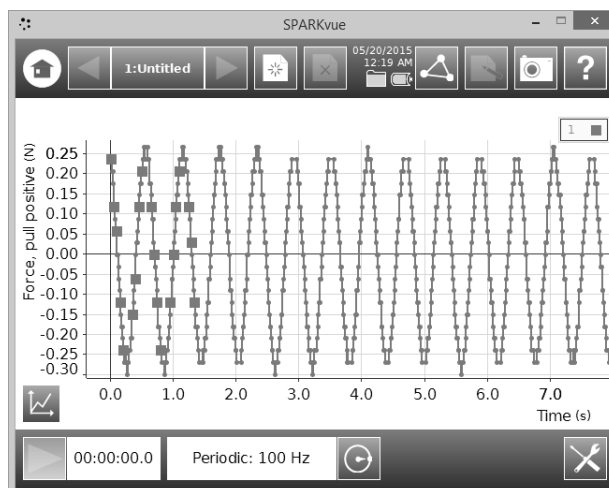 SPARKvue
1:Untitled
05/20/2015
12:19 AM
?
1
Force, pull positive (N)
0.25
0.20
0.15
0.10
0.05
0.00
-0.05
-0.10
-0.15
-0.20
-0.25
-0.30
0.0 1.0 2.0 3.0 4.0 5.0 6.0 7.0
Time (s)
00:00:00.0
Periodic: 100 Hz